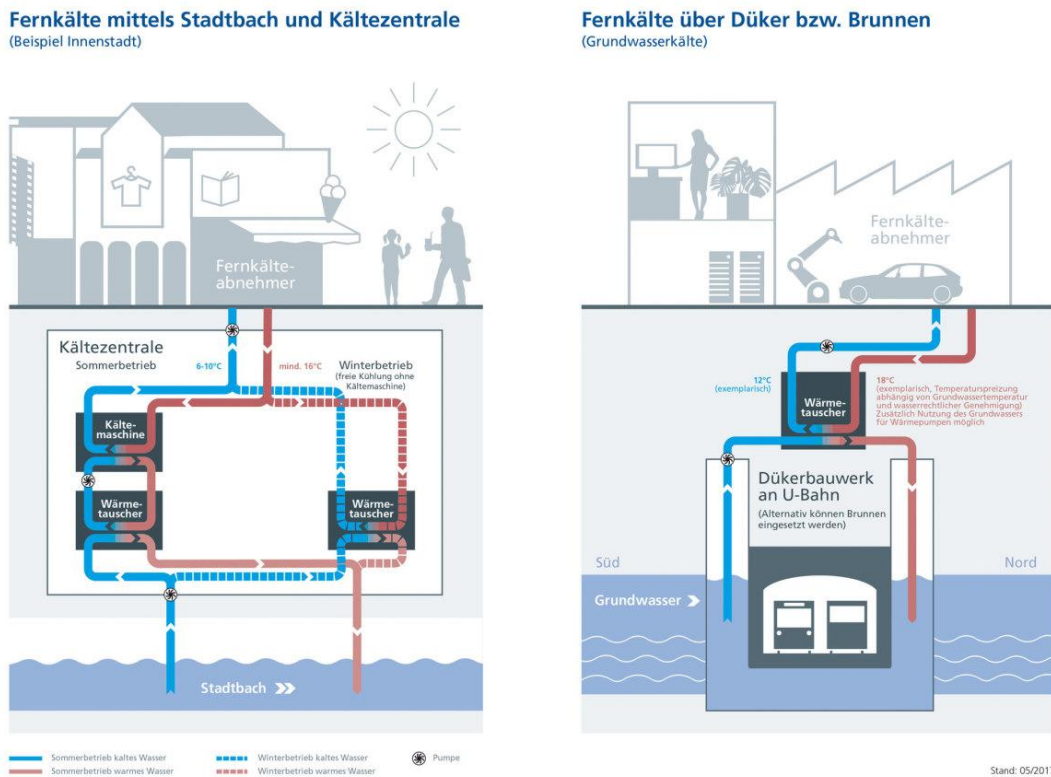 Fernkälte mittels Stadtbach und Kältezentrale
(Beispiel Innenstadt)
Fernkälte-
abnehmer
Kältezentrale
Sommerbetrieb
6-10°C
mind. 16°C
Winterbetrieb
(freie Kühlung ohne
Kältemaschine)
Kälte-
maschine
Wärme-
tauscher
Wärme-
tauscher
Stadtbach
Sommerbetrieb kaltes Wasser
Sommerbetrieb warmes Wasser
Winterbetrieb kaltes Wasser
Winterbetrieb warmes Wasser
Pumpe
Fernkälte über Düker bzw. Brunnen
(Grundwasserkälte)
Fernkälte-
abnehmer
12°C
(exemplarisch)
Wärme-
tauscher
18°C
(exemplarisch, Temperaturspreizung
abhängig von Grundwassertemperatur
und wasserrechtlicher Genehmigung)
Zusätzlich Nutzung des Grundwassers
für Wärmepumpen möglich
Dükerbauwerk
an U-Bahn
(Alternativ können Brunnen
eingesetzt werden)
Süd
Nord
Grundwasser
Stand: 05/2017